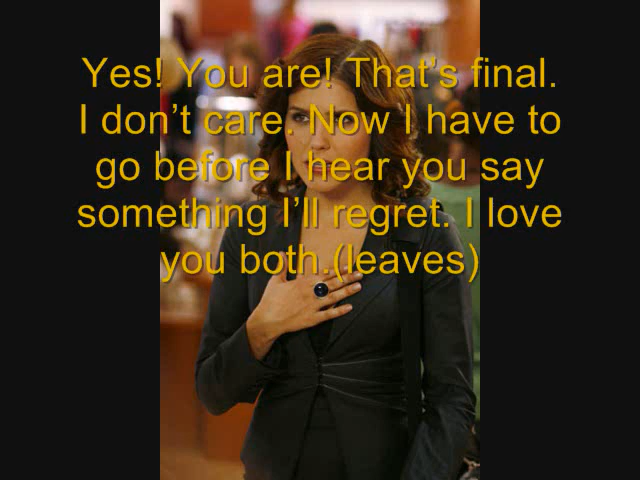 Yes! You are! That's final.
I don’t care. Now I have to
go before I hear you say
something I’ll regret. I love
you both.(leaves)